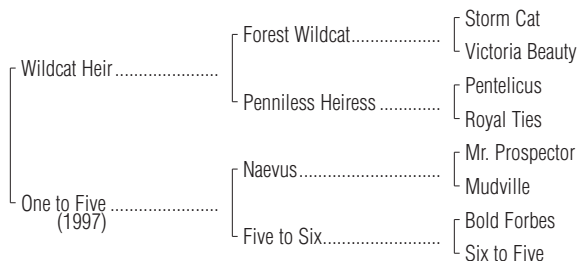 Storm Cat
Forest Wildcat....................
Victoria Beauty
Wildcat Heir.......................
Pentelicus
Penniless Heiress..............
Royal Ties
Mr. Prospector
Naevus................................
Mudville
One to Five........................
(1997)
Bold Forbes
Five to Six..........................
Six to Five